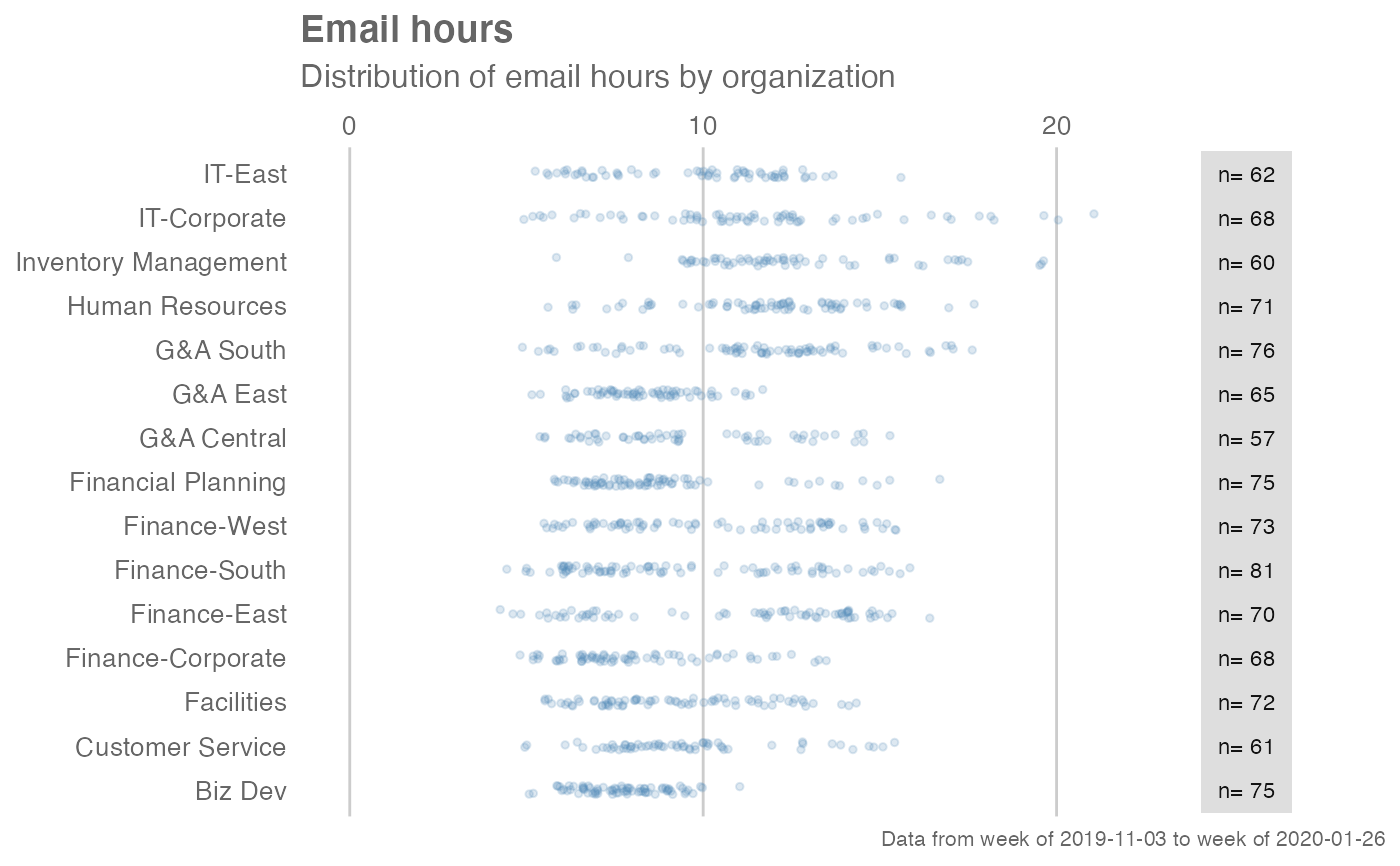 Email hours
Distribution of email hours by organization
0 10 20
IT-East n= 62
IT-Corporate n= 68
Inventory Management n= 60
Human Resources n= 71
G&A South n= 76
G&A East n= 65
G&A Central n= 57
Financial Planning n= 75
Finance-West n= 73
Finance-South n= 81
Finance-East n= 70
Finance-Corporate n= 68
Facilities n= 72
Customer Service n= 61
Biz Dev n= 75
Data from week of 2019-11-03 to week of 2020-01-26